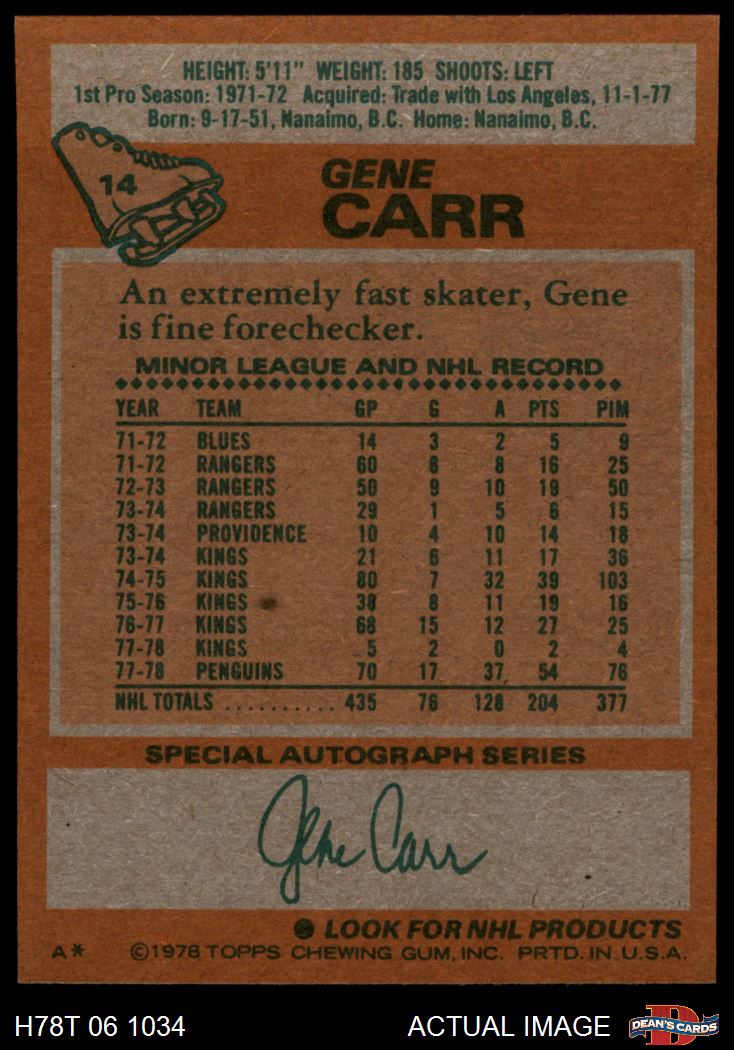 HEIGHT: 5'11" WEIGHT: 185 SHOOTS: LEFT
1st Pro Season: 1971-72 Acquired: Trade with Los Angeles, 11-1-77
Born: 9-17-51, Nanaimo, B.C. Home: Nanaimo, B.C.
14
GENE
CARR
An extremely fast skater, Gene
is fine forechecker.
MINOR LEAGUE AND NHL RECORD
YEAR TEAM GP G A PTS PIM
71-72 BLUES 14 3 2 5 9
71-72 RANGERS 60 8 8 16 25
72-73 RANGERS 50 9 10 19 50
73-74 RANGERS 29 1 5 6 15
73-74 PROVIDENCE 10 4 10 14 18
73-74 KINGS 21 6 11 17 36
74-75 KINGS 80 7 32 39 103
75-76 KINGS 38 8 11 19 16
76-77 KINGS 68 15 12 27 25
77-78 KINGS 5 2 0 2 4
77-78 PENGUINS 70 17 37 54 76
NHL TOTALS .......... 435 76 128 204 377
SPECIAL AUTOGRAPH SERIES
Gene Carr
LOOK FOR NHL PRODUCTS
A* ©1978 TOPPS CHEWING GUM, INC. PRTD. IN U.S.A.
H78T 06 1034 ACTUAL IMAGE DEAN'S CARDS